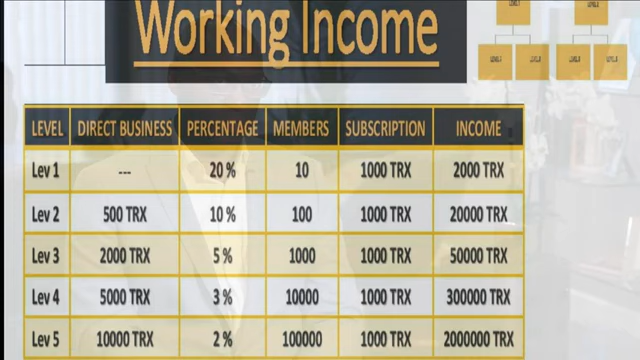 Working Income
LEVEL DIRECT BUSINESS PERCENTAGE MEMBERS SUBSCRIPTION INCOME
Lev 1 --- 20 % 10 1000 TRX 2000 TRX
Lev 2 500 TRX 10 % 100 1000 TRX 20000 TRX
Lev 3 2000 TRX 5 % 1000 1000 TRX 50000 TRX
Lev 4 5000 TRX 3 % 10000 1000 TRX 300000 TRX
Lev 5 10000 TRX 2 % 100000 1000 TRX 2000000 TRX